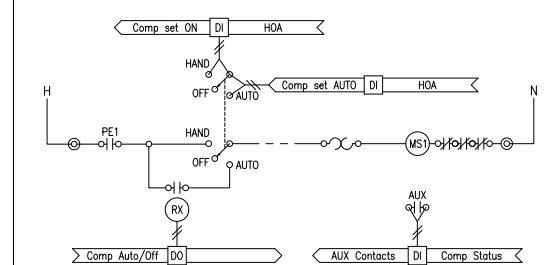 Comp set ON DI HOA
HAND
OFF
AUTO
Comp set AUTO DI HOA
H
N
PE1
HAND
OFF
AUTO
MS1
RX
AUX
Comp Auto/Off DO
AUX Contacts DI Comp Status